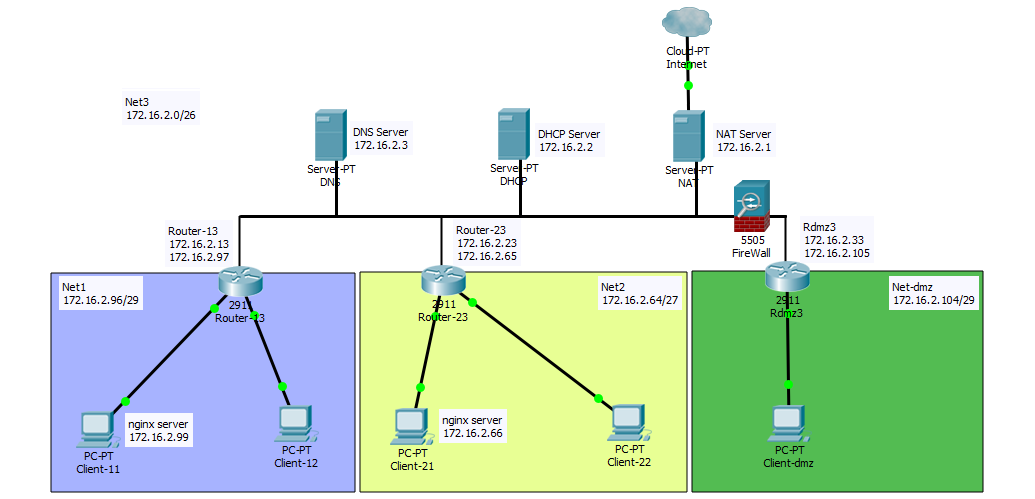 Cloud-PT
Internet
Net3
172.16.2.0/26
DNS Server
172.16.2.3
Server-PT
DNS
DHCP Server
172.16.2.2
Server-PT
DHCP
NAT Server
172.16.2.1
Server-PT
NAT
5505
FireWall
Router-13
172.16.2.13
172.16.2.97
Router-23
172.16.2.23
172.16.2.65
Rdmz3
172.16.2.33
172.16.2.105
Net1
172.16.2.96/29
2911
Router-13
2911
Router-23
Net2
172.16.2.64/27
2911
Rdmz3
Net-dmz
172.16.2.104/29
nginx server
172.16.2.99
PC-PT
Client-11
PC-PT
Client-12
nginx server
172.16.2.66
PC-PT
Client-21
PC-PT
Client-22
PC-PT
Client-dmz